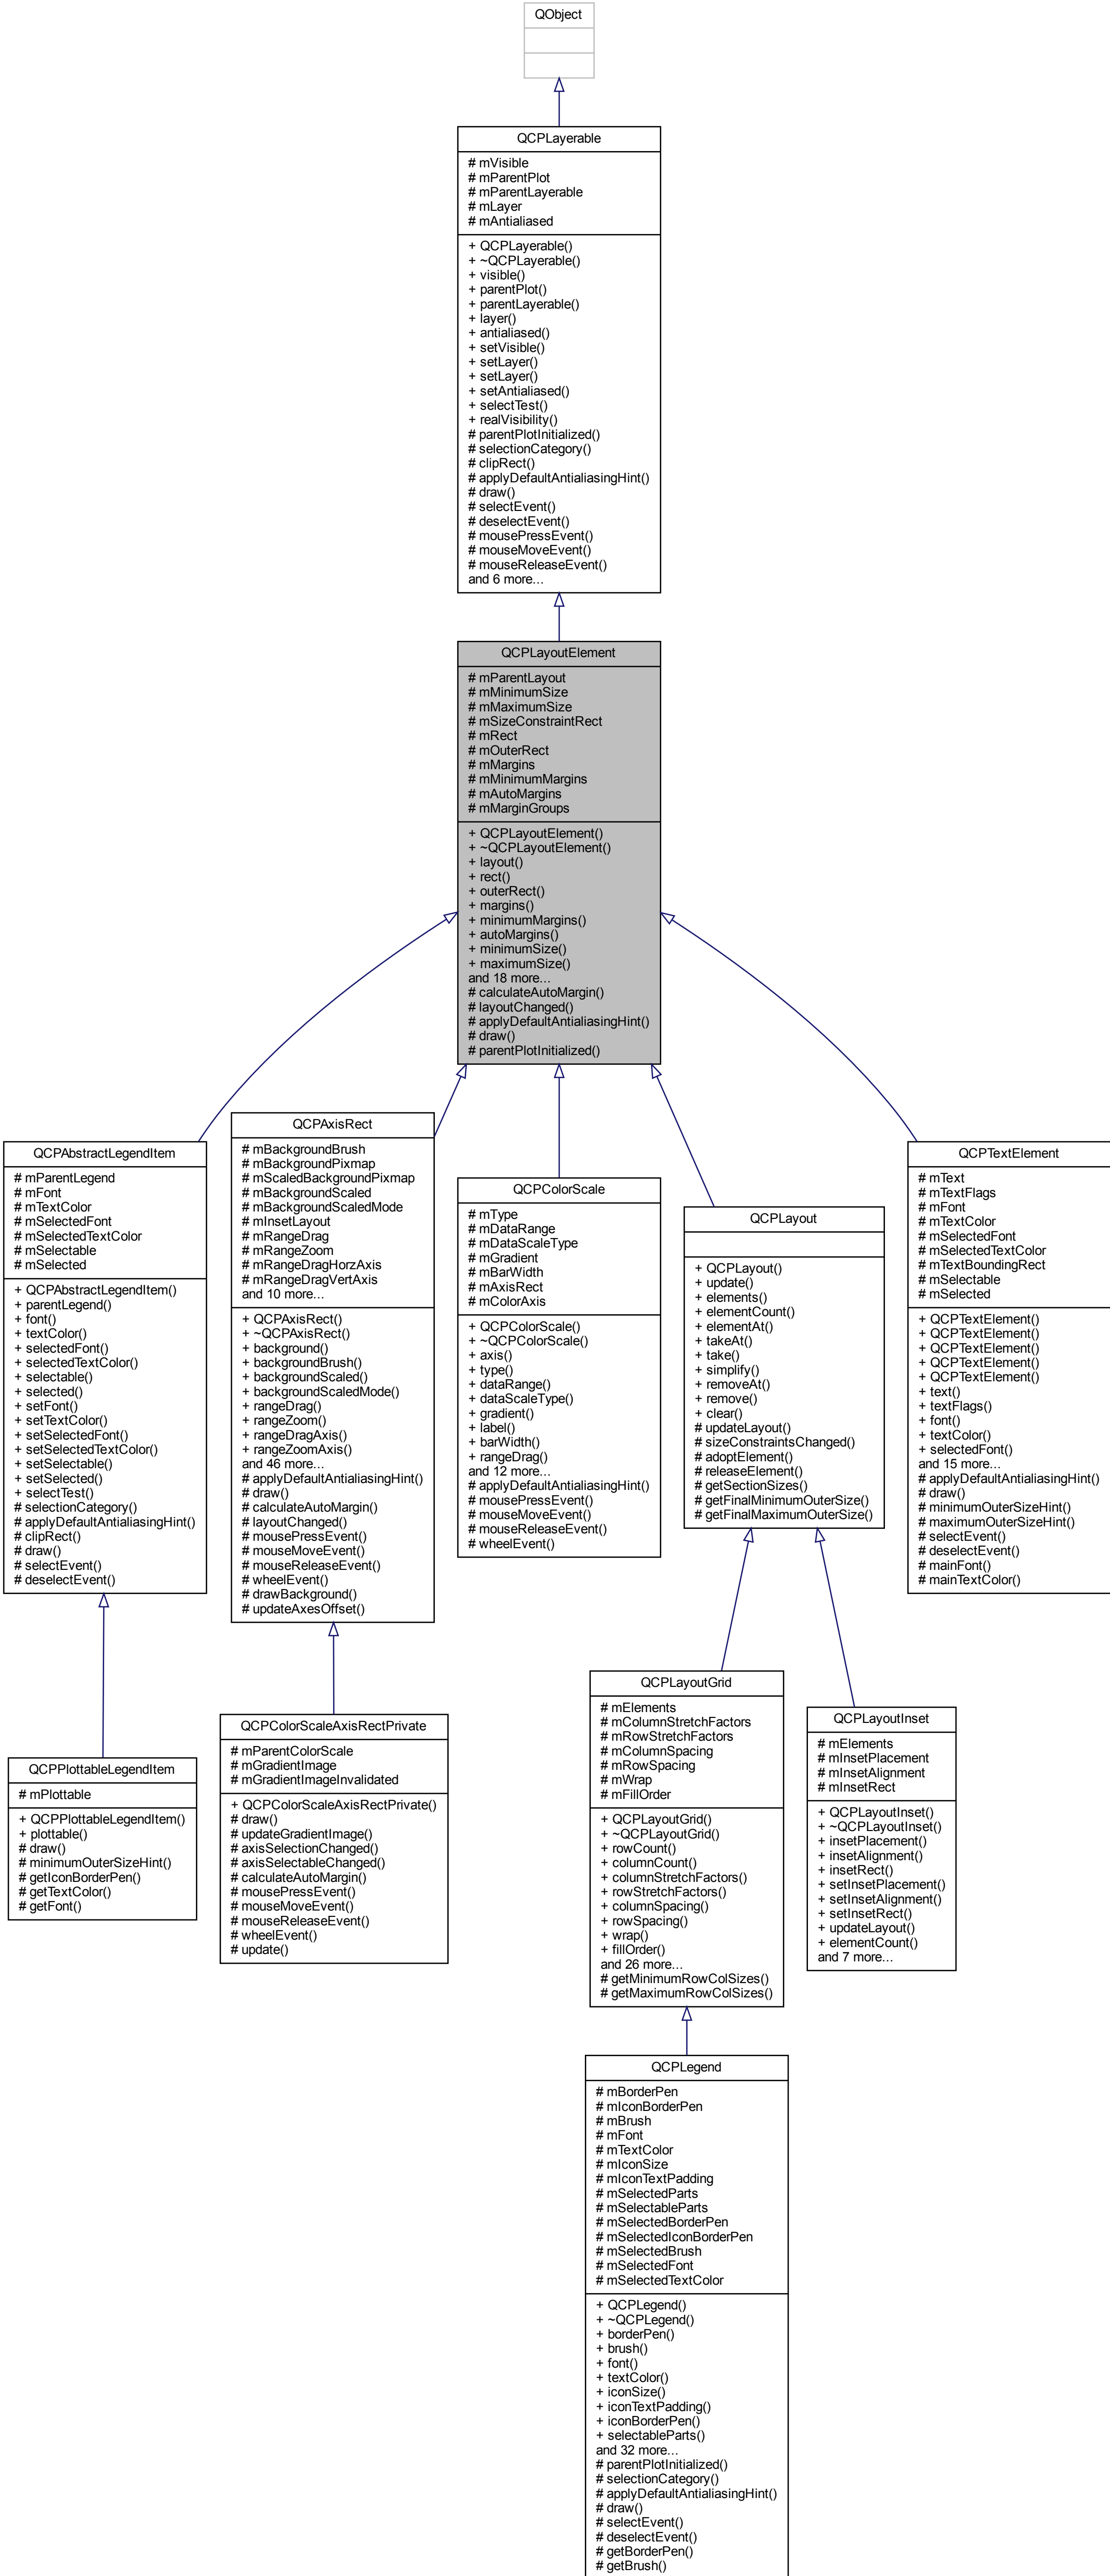 QObject
QCPLayerable
# mVisible
# mParentPlot
# mParentLayerable
# mLayer
# mAntialiased
+ QCPLayerable()
+ ~QCPLayerable()
+ visible()
+ parentPlot()
+ parentLayerable()
+ layer()
+ antialiased()
+ setVisible()
+ setLayer()
+ setLayer()
+ setAntialiased()
+ selectTest()
+ realVisibility()
# parentPlotInitialized()
# selectionCategory()
# clipRect()
# applyDefaultAntialiasingHint()
# draw()
# selectEvent()
# deselectEvent()
# mousePressEvent()
# mouseMoveEvent()
# mouseReleaseEvent()
and 6 more...
QCPLayoutElement
# mParentLayout
# mMinimumSize
# mMaximumSize
# mSizeConstraintRect
# mRect
# mOuterRect
# mMargins
# mMinimumMargins
# mAutoMargins
# mMarginGroups
+ QCPLayoutElement()
+ ~QCPLayoutElement()
+ layout()
+ rect()
+ outerRect()
+ margins()
+ minimumMargins()
+ autoMargins()
+ minimumSize()
+ maximumSize()
and 18 more...
# calculateAutoMargin()
# layoutChanged()
# applyDefaultAntialiasingHint()
# draw()
# parentPlotInitialized()
QCPAbstractLegendItem
# mParentLegend
# mFont
# mTextColor
# mSelectedFont
# mSelectedTextColor
# mSelectable
# mSelected
+ QCPAbstractLegendItem()
+ parentLegend()
+ font()
+ textColor()
+ selectedFont()
+ selectedTextColor()
+ selectable()
+ selected()
+ setFont()
+ setTextColor()
+ setSelectedFont()
+ setSelectedTextColor()
+ setSelectable()
+ setSelected()
+ selectTest()
# selectionCategory()
# applyDefaultAntialiasingHint()
# clipRect()
# draw()
# selectEvent()
# deselectEvent()
QCPAxisRect
# mBackgroundBrush
# mBackgroundPixmap
# mScaledBackgroundPixmap
# mBackgroundScaled
# mBackgroundScaledMode
# mInsetLayout
# mRangeDrag
# mRangeZoom
# mRangeDragHorzAxis
# mRangeDragVertAxis
and 10 more...
+ QCPAxisRect()
+ ~QCPAxisRect()
+ background()
+ backgroundBrush()
+ backgroundScaled()
+ backgroundScaledMode()
+ rangeDrag()
+ rangeZoom()
+ rangeDragAxis()
+ rangeZoomAxis()
and 46 more...
# applyDefaultAntialiasingHint()
# draw()
# calculateAutoMargin()
# layoutChanged()
# mousePressEvent()
# mouseMoveEvent()
# mouseReleaseEvent()
# wheelEvent()
# drawBackground()
# updateAxesOffset()
QCPColorScale
# mType
# mDataRange
# mDataScaleType
# mGradient
# mBarWidth
# mAxisRect
# mColorAxis
+ QCPColorScale()
+ ~QCPColorScale()
+ axis()
+ type()
+ dataRange()
+ dataScaleType()
+ gradient()
+ label()
+ barWidth()
+ rangeDrag()
and 12 more...
# applyDefaultAntialiasingHint()
# mousePressEvent()
# mouseMoveEvent()
# mouseReleaseEvent()
# wheelEvent()
QCPLayout
+ QCPLayout()
+ update()
+ elements()
+ elementCount()
+ elementAt()
+ takeAt()
+ take()
+ simplify()
+ removeAt()
+ remove()
+ clear()
# updateLayout()
# sizeConstraintsChanged()
# adoptElement()
# releaseElement()
# getSectionSizes()
# getFinalMinimumOuterSize()
# getFinalMaximumOuterSize()
QCPTextElement
# mText
# mTextFlags
# mFont
# mTextColor
# mSelectedFont
# mSelectedTextColor
# mTextBoundingRect
# mSelectable
# mSelected
+ QCPTextElement()
+ QCPTextElement()
+ QCPTextElement()
+ QCPTextElement()
+ QCPTextElement()
+ text()
+ textFlags()
+ font()
+ textColor()
+ selectedFont()
and 15 more...
# applyDefaultAntialiasingHint()
# draw()
# minimumOuterSizeHint()
# maximumOuterSizeHint()
# selectEvent()
# deselectEvent()
# mainFont()
# mainTextColor()
QCPPlottableLegendItem
# mPlottable
+ QCPPlottableLegendItem()
+ plottable()
# draw()
# minimumOuterSizeHint()
# getIconBorderPen()
# getTextColor()
# getFont()
QCPColorScaleAxisRectPrivate
# mParentColorScale
# mGradientImage
# mGradientImageInvalidated
+ QCPColorScaleAxisRectPrivate()
# draw()
# updateGradientImage()
# axisSelectionChanged()
# axisSelectableChanged()
# calculateAutoMargin()
# mousePressEvent()
# mouseMoveEvent()
# mouseReleaseEvent()
# wheelEvent()
# update()
QCPLayoutGrid
# mElements
# mColumnStretchFactors
# mRowStretchFactors
# mColumnSpacing
# mRowSpacing
# mWrap
# mFillOrder
+ QCPLayoutGrid()
+ ~QCPLayoutGrid()
+ rowCount()
+ columnCount()
+ columnStretchFactors()
+ rowStretchFactors()
+ columnSpacing()
+ rowSpacing()
+ wrap()
+ fillOrder()
and 26 more...
# getMinimumRowColSizes()
# getMaximumRowColSizes()
QCPLayoutInset
# mElements
# mInsetPlacement
# mInsetAlignment
# mInsetRect
+ QCPLayoutInset()
+ ~QCPLayoutInset()
+ insetPlacement()
+ insetAlignment()
+ insetRect()
+ setInsetPlacement()
+ setInsetAlignment()
+ setInsetRect()
+ updateLayout()
+ elementCount()
and 7 more...
QCPLegend
# mBorderPen
# mIconBorderPen
# mBrush
# mFont
# mTextColor
# mIconSize
# mIconTextPadding
# mSelectedParts
# mSelectableParts
# mSelectedBorderPen
# mSelectedIconBorderPen
# mSelectedBrush
# mSelectedFont
# mSelectedTextColor
+ QCPLegend()
+ ~QCPLegend()
+ borderPen()
+ brush()
+ font()
+ textColor()
+ iconSize()
+ iconTextPadding()
+ iconBorderPen()
+ selectableParts()
and 32 more...
# parentPlotInitialized()
# selectionCategory()
# applyDefaultAntialiasingHint()
# draw()
# selectEvent()
# deselectEvent()
# getBorderPen()
# getBrush()